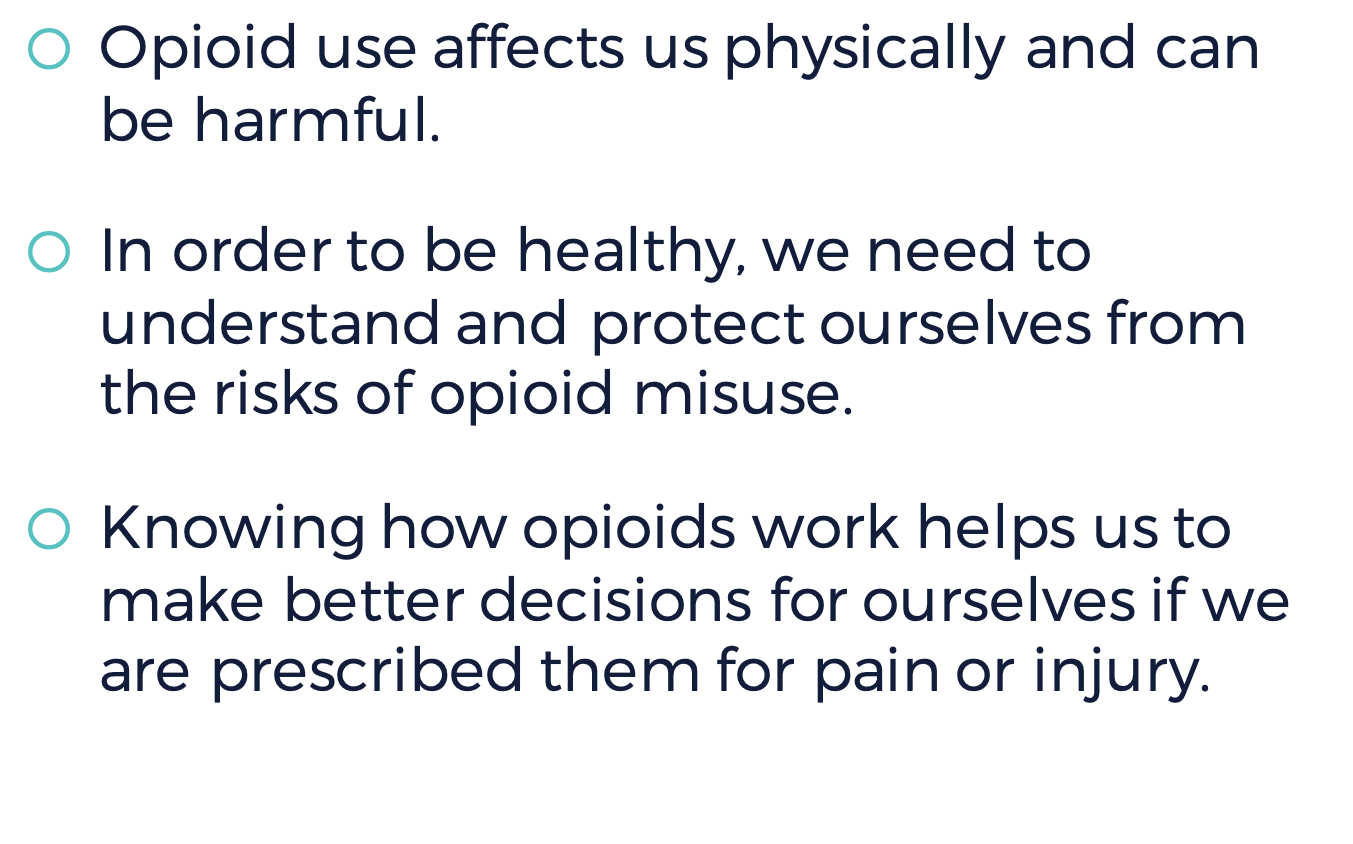 Opioid use affects us physically and can
be harmful.
In order to be healthy, we need to
understand and protect ourselves from
the risks of opioid misuse.
Knowing how opioids work helps us to
make better decisions for ourselves if we
are prescribed them for pain or injury.